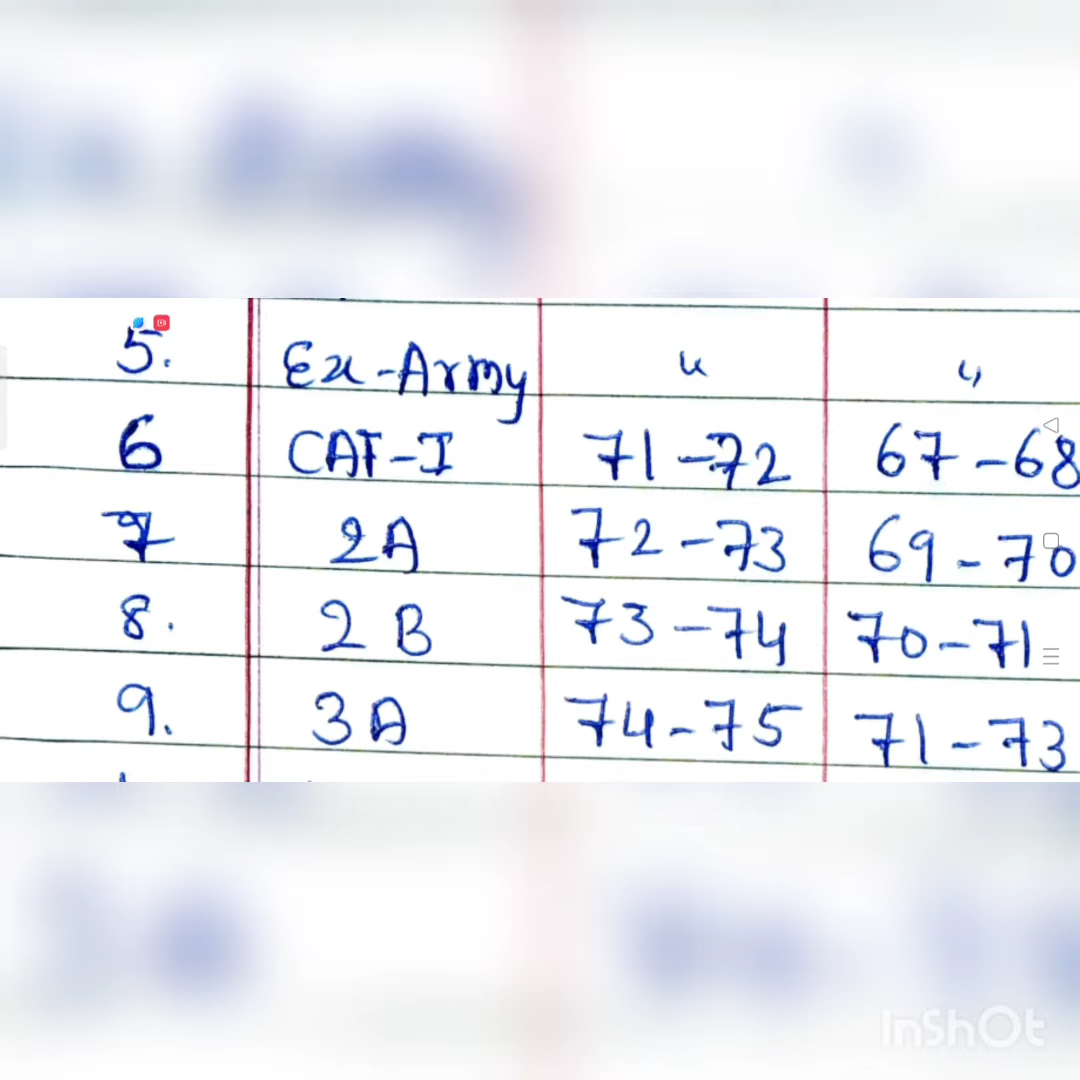 5. Ex-Army " "
6 CAT-I 71-72 67-68
7 2A 72-73 69-70
8. 2B 73-74 70-71
9. 3A 74-75 71-73
InShOt